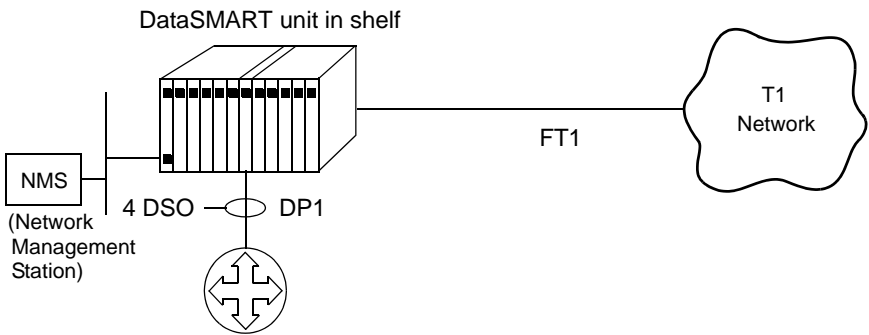 DataSMART unit in shelf
T1
Network
FT1
NMS
4 DSO
DP1
(Network
Management
Station)